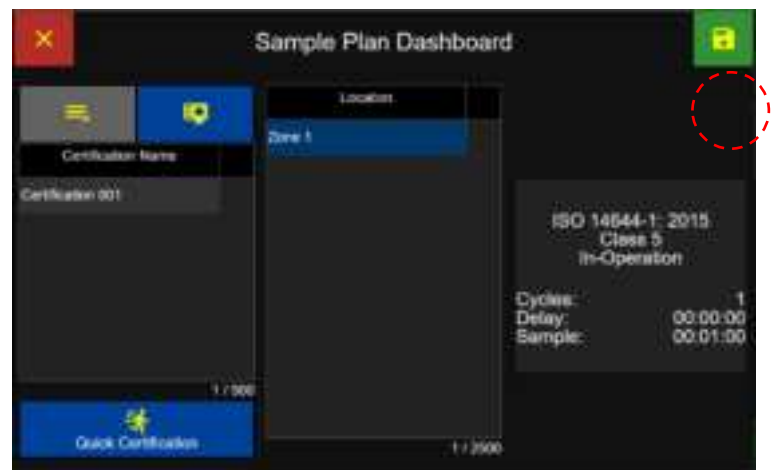 Sample Plan Dashboard
Certification Name
Certification 001
1 / 500
Quick Certification
Location
Zone 1
1 / 2500
ISO 14644-1: 2015
Class 5
In-Operation
Cycles: 1
Delay: 00:00:00
Sample: 00:01:00